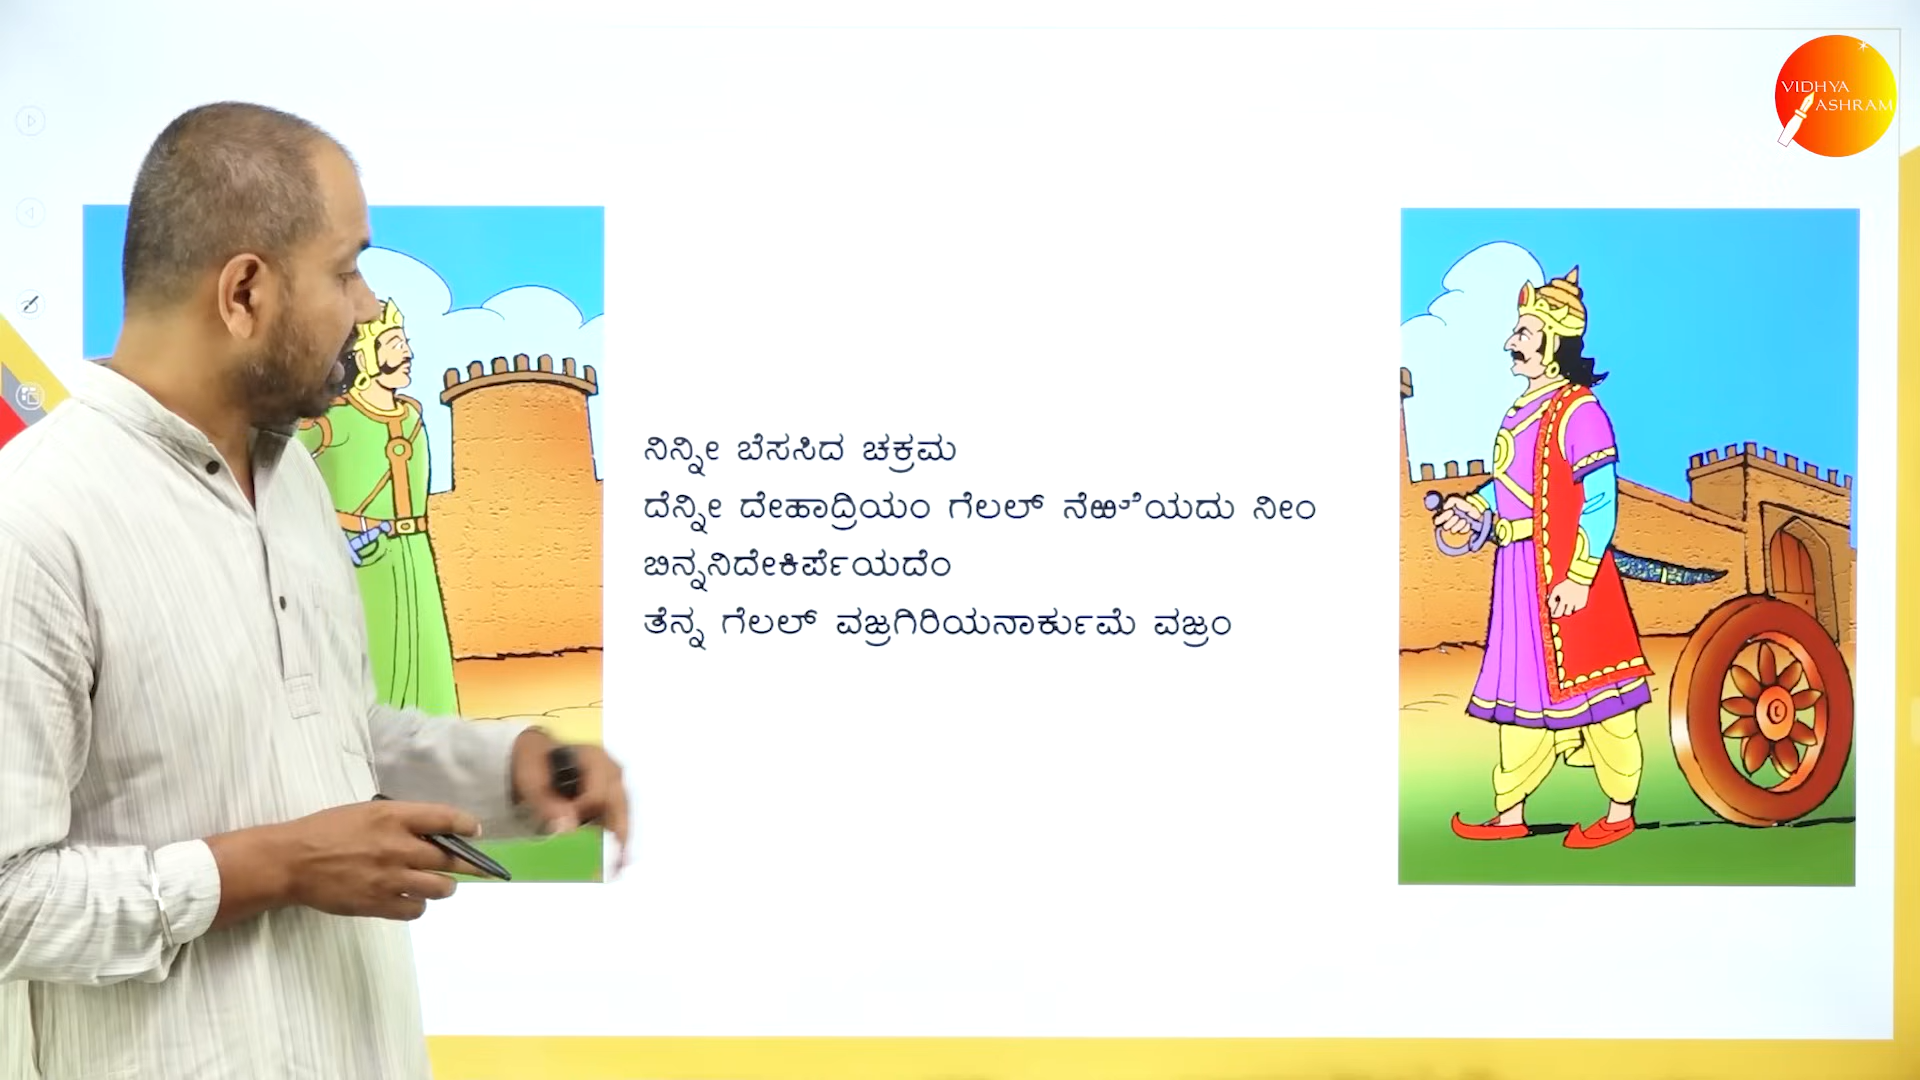 VIDHYA
ASHRAM
ನಿನ್ನೀ ಬೆಸಸಿದ ಚಕ್ರಮ
ದೆನ್ನೀ ದೇಹಾದ್ರಿಯಂ ಗೆಲಲ್ ನೆಱೆಯದು ನೀಂ
ಬಿನ್ನನಿದೇಕಿರ್ಪೆಯದೆಂ
ತೆನ್ನ ಗೆಲಲ್ ವಜ್ರಗಿರಿಯನಾರ್ಕುಮೆ ವಜ್ರಂ